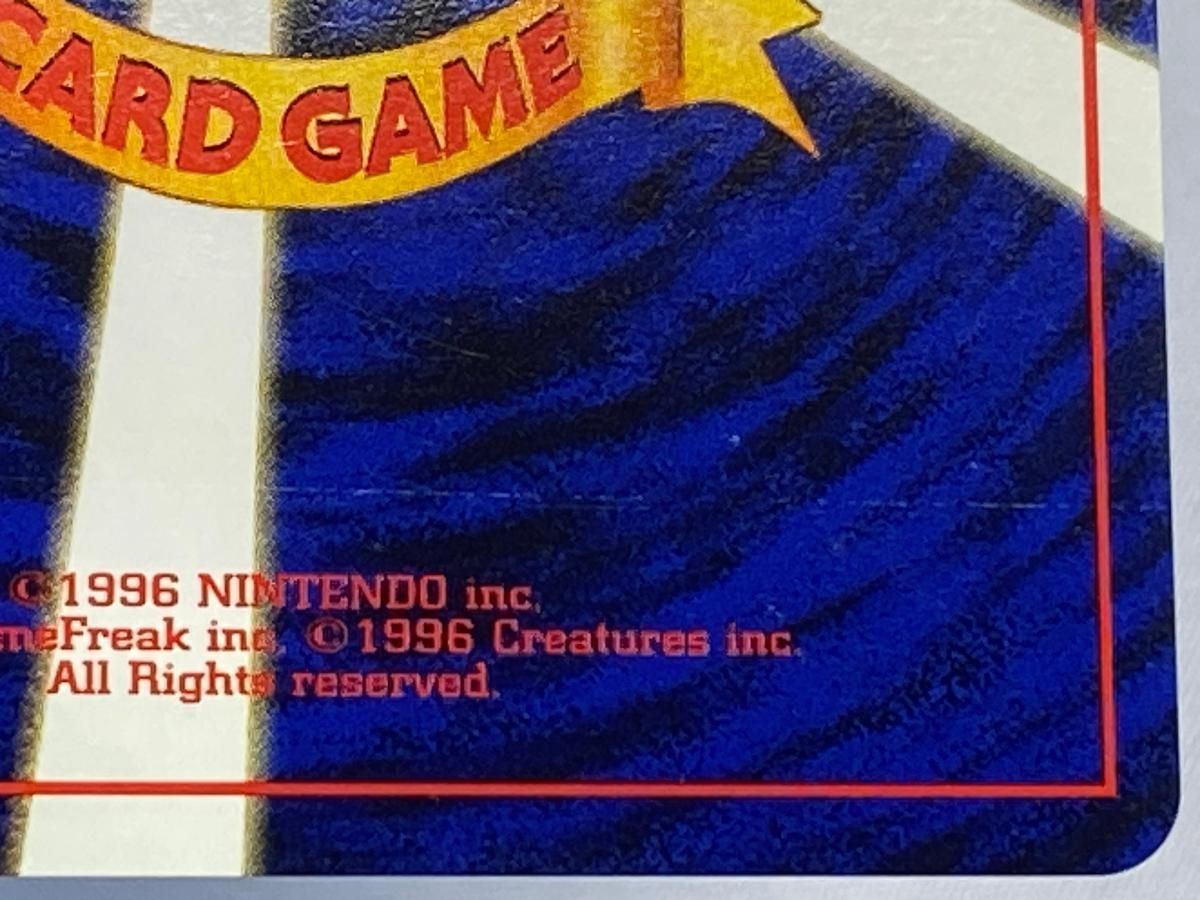 CARD GAME
©1996 NINTENDO inc.
meFreak inc. ©1996 Creatures inc.
All Rights reserved.